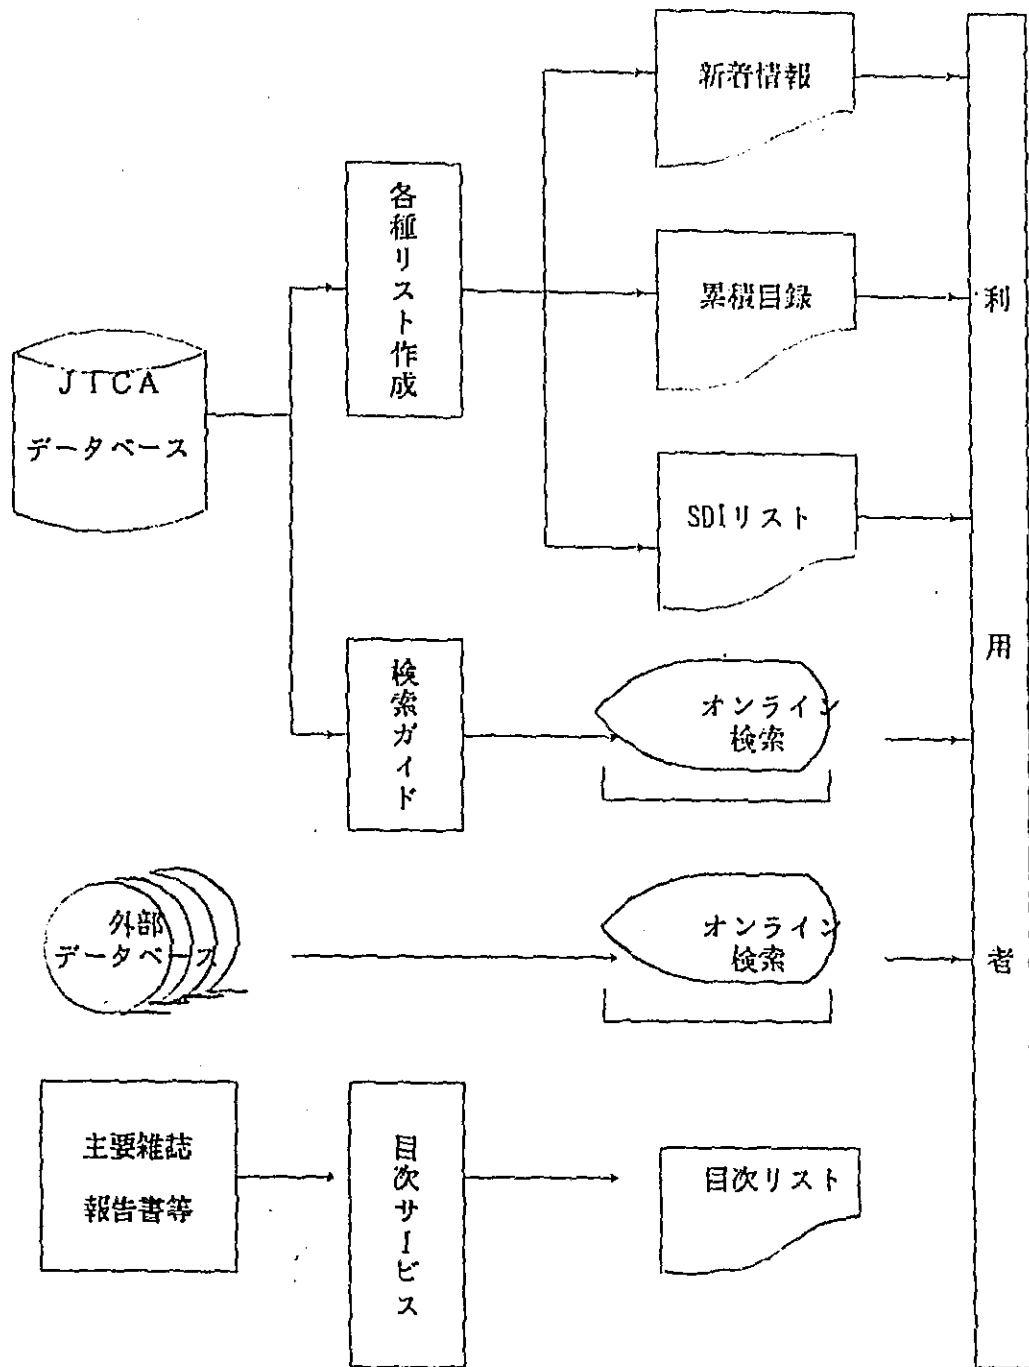 新着情報
各種リスト作成
累積目録
利用者
JICA
データベース
SDIリスト
検索ガイド
オンライン
検索
外部
データベース
オンライン
検索
主要雑誌
報告書等
目次サービス
目次リスト